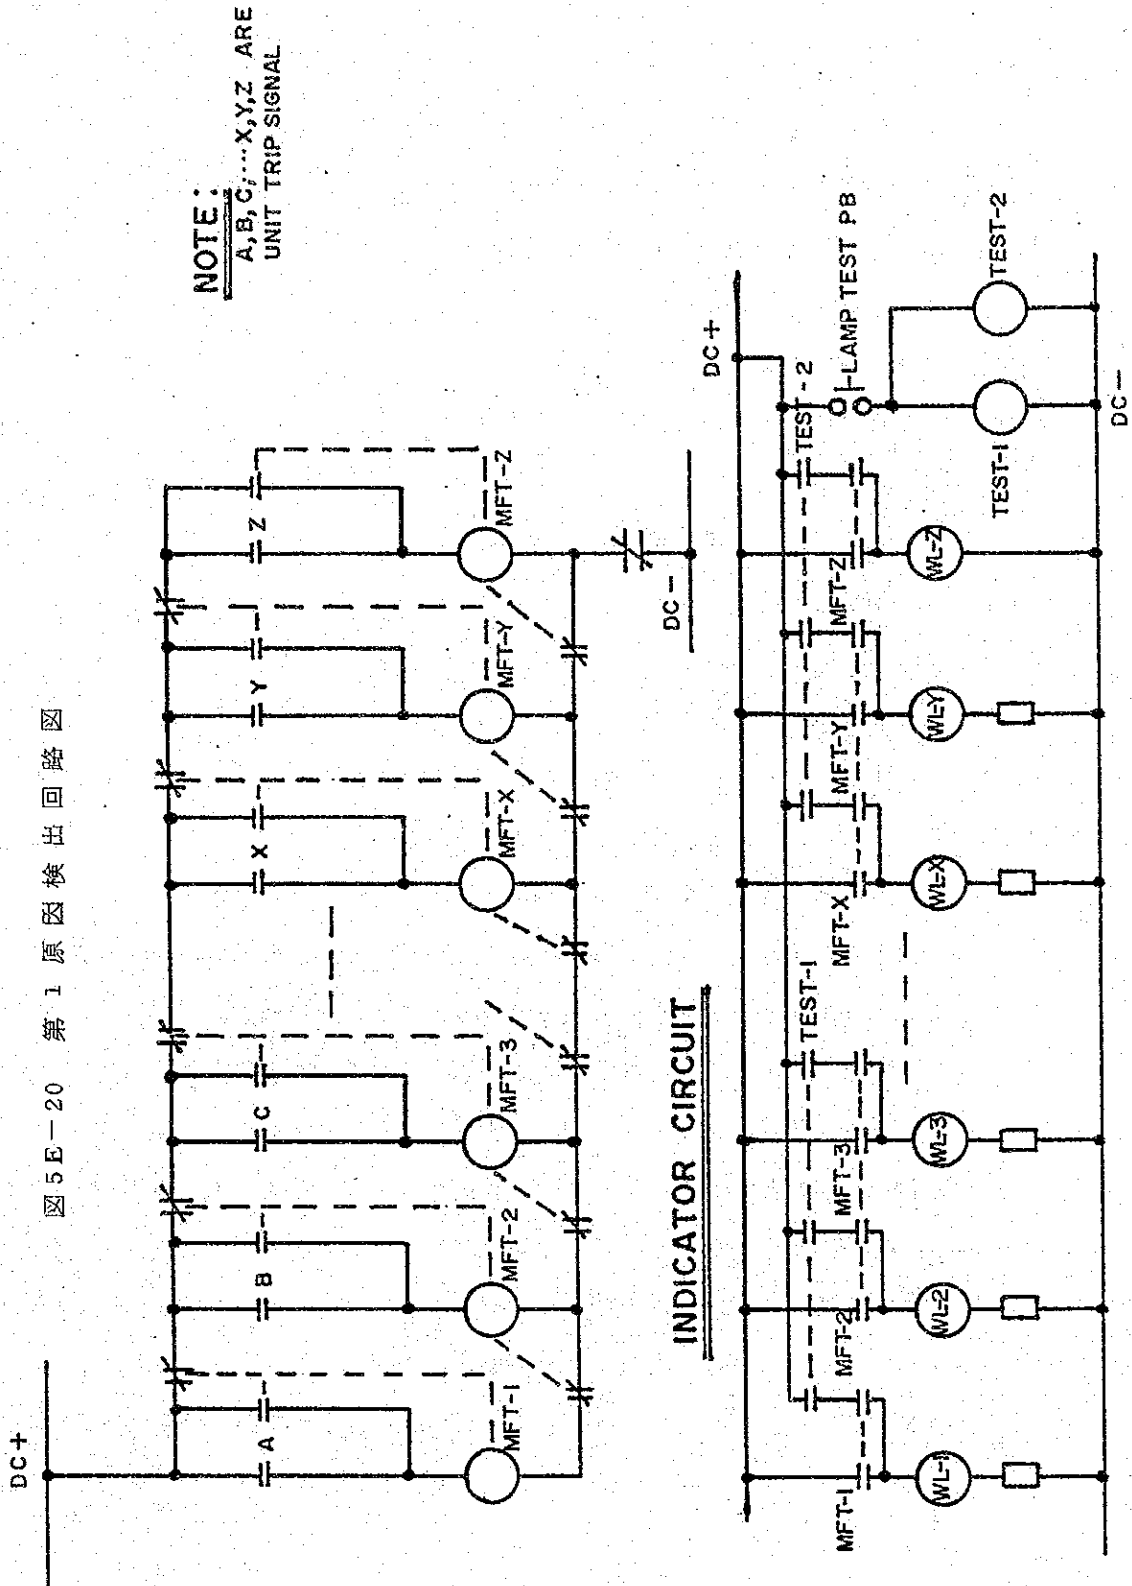 図5E－20 第1原因検出回路図
NOTE:
A,B,C,···X,Y,Z ARE
UNIT TRIP SIGNAL
DC+
A
B
C
X
Y
Z
MFT-1
MFT-2
MFT-3
MFT-X
MFT-Y
MFT-Z
DC-
INDICATOR CIRCUIT
DC+
TEST-1
TEST-2
LAMP TEST PB
MFT-1
MFT-2
MFT-3
MFT-X
MFT-Y
MFT-Z
WL-1
WL-2
WL-3
WL-X
WL-Y
WL-Z
TEST-1
TEST-2
DC-